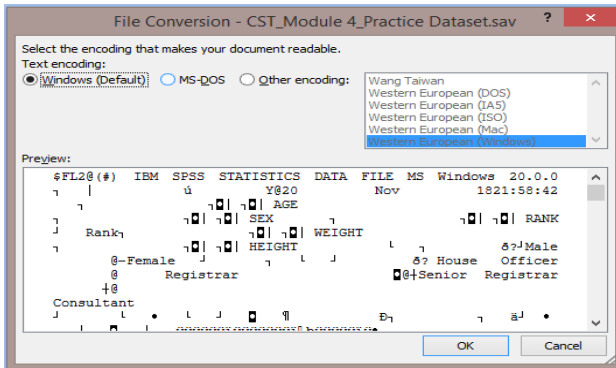 File Conversion - CST_Module 4_Practice Dataset.sav ? ×
Select the encoding that makes your document readable.
Text encoding:
Windows (Default) MS-DOS Other encoding:
Wang Taiwan
Western European (DOS)
Western European (IA5)
Western European (ISO)
Western European (Mac)
Western European (Windows)
Preview:
$FL2@(#) IBM SPSS STATISTICS DATA FILE MS Windows 20.0.0
ú Y@20 Nov 1821:58:42
AGE
SEX RANK
Rank WEIGHT
HEIGHT ð?Male
@-Female ð? House Officer
@ Registrar @Senior Registrar
@
Consultant
¶ Ð ä
OK Cancel